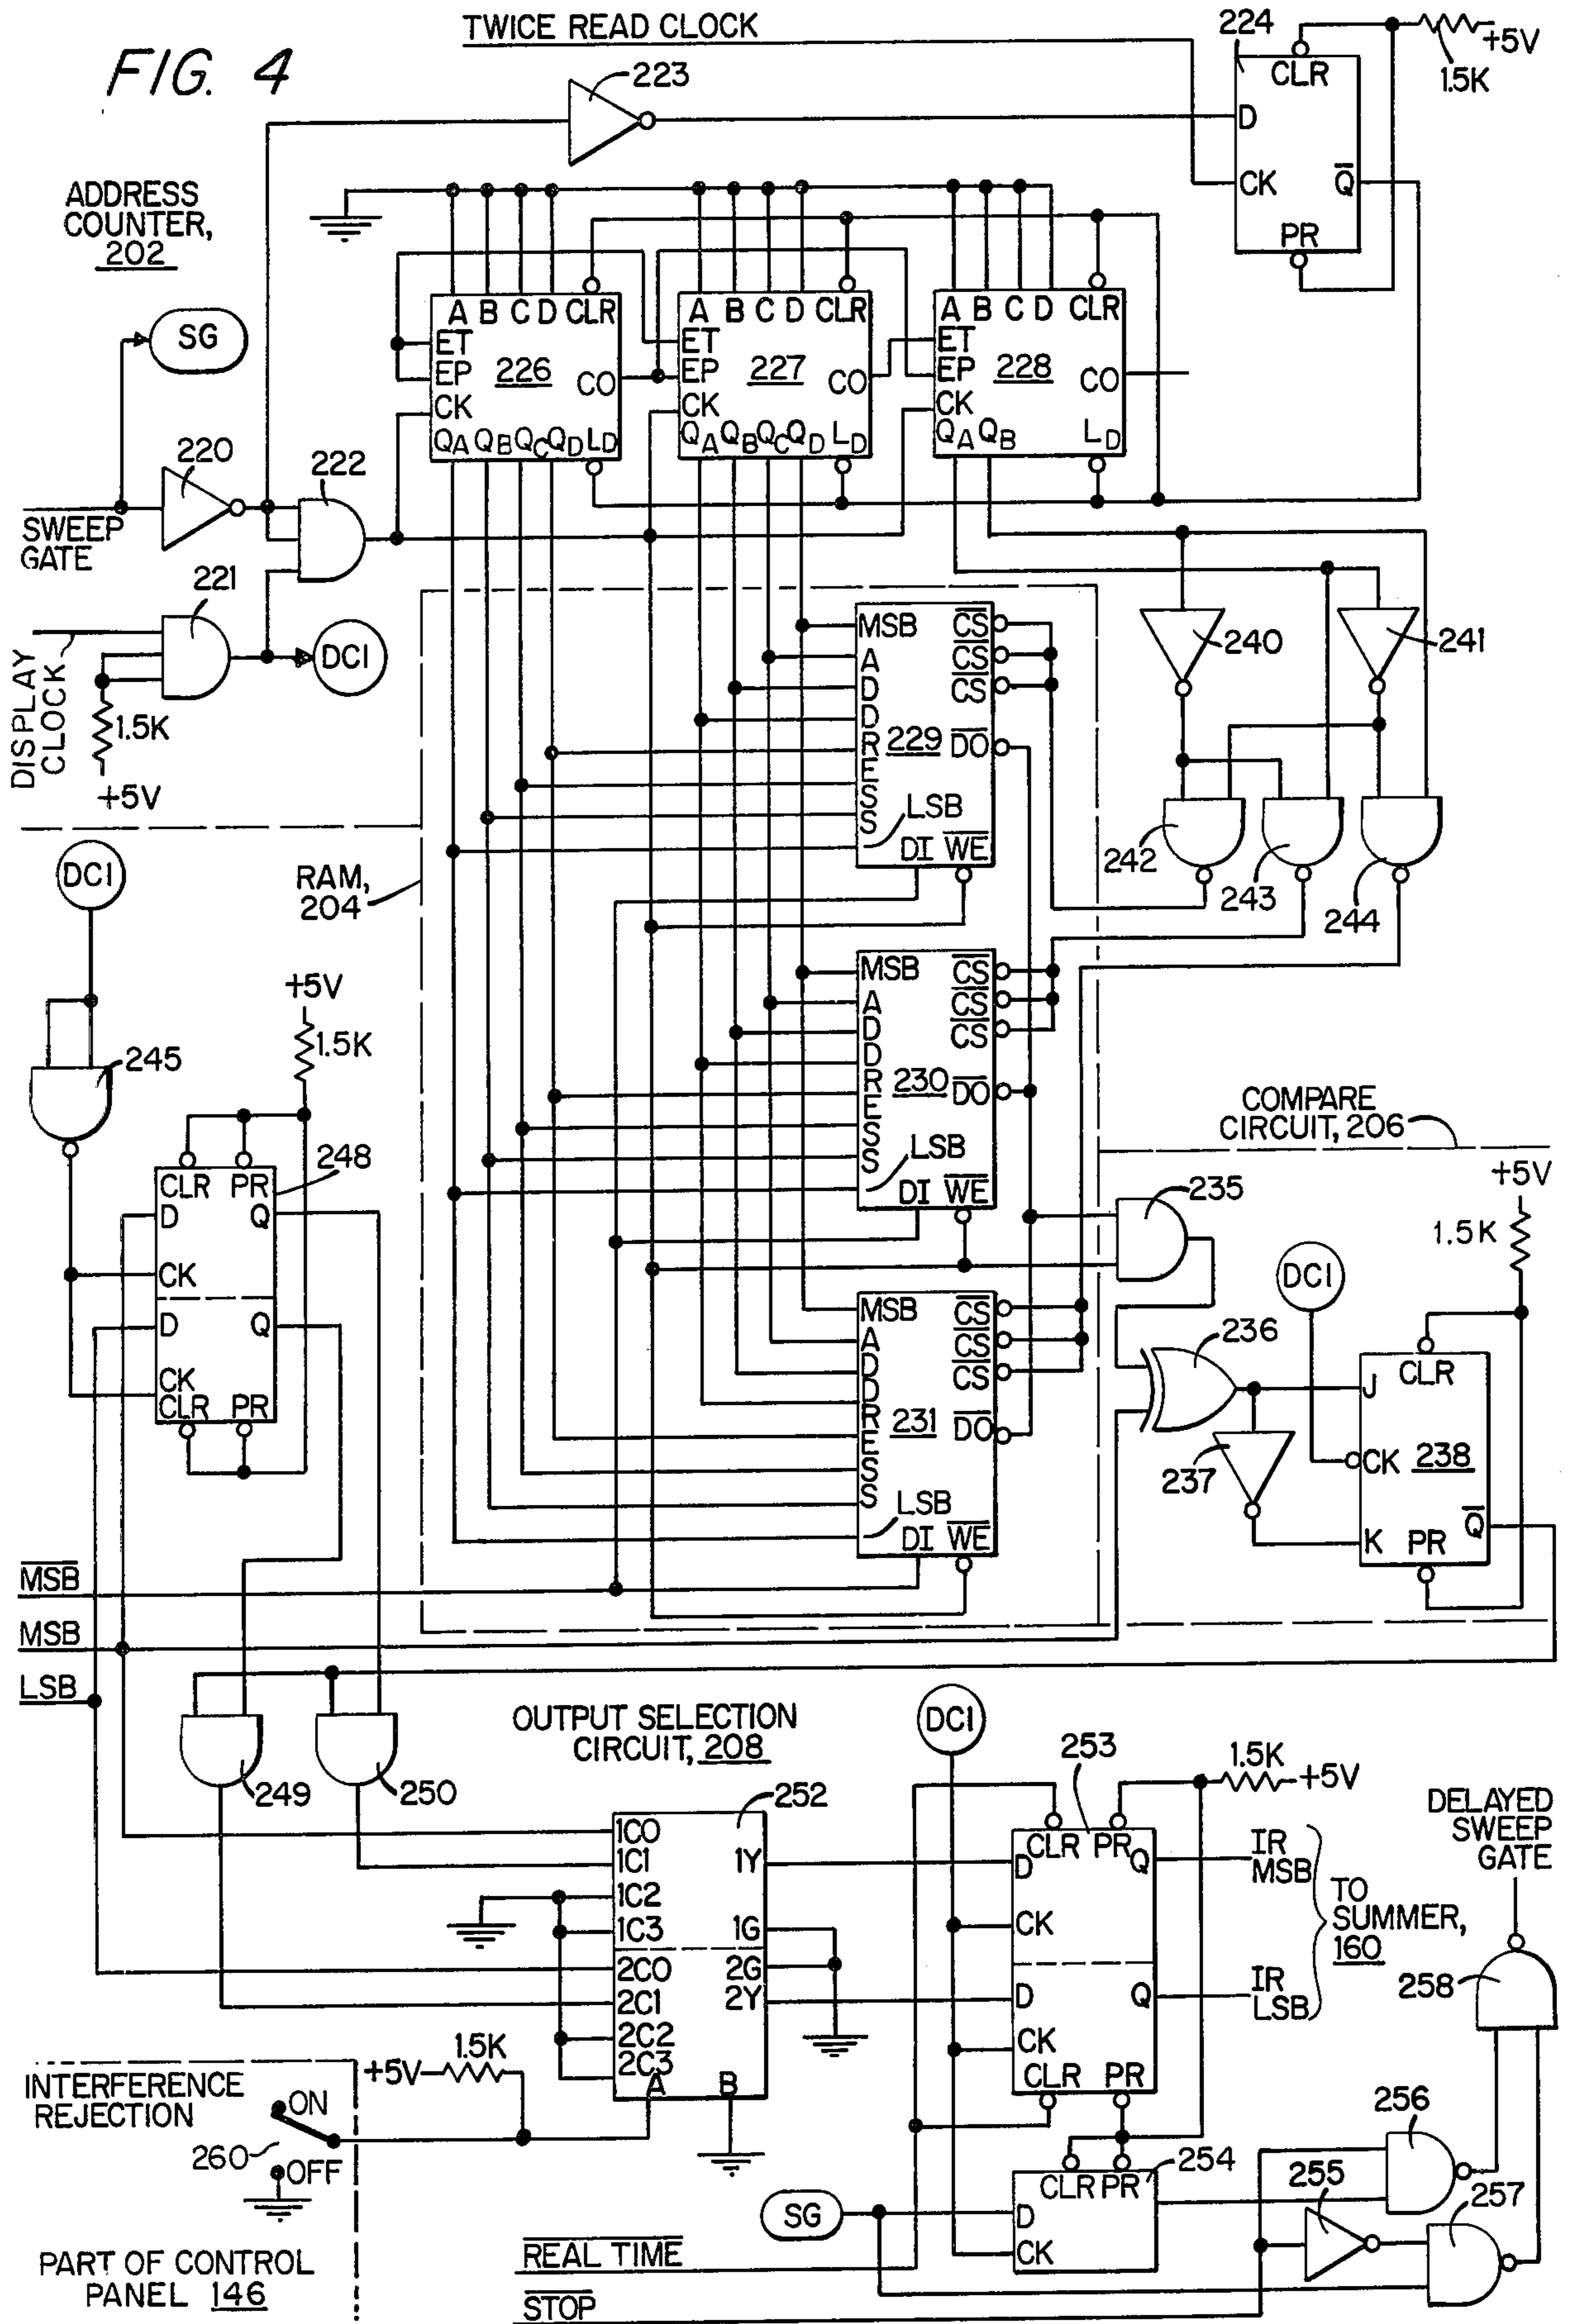 FIG. 4
TWICE READ CLOCK
224
+5V
1.5K
CLR
D
CK
Q
PR
223
ADDRESS
COUNTER,
202
SG
A B C D CLR
ET
EP
CK
226
CO
QA QB QC QD LD
A B C D CLR
ET
EP
CK
227
CO
QA QB QC QD LD
A B C D CLR
ET
EP
CK
228
CO
QA QB LD
220
222
SWEEP
GATE
221
DISPLAY
CLOCK
1.5K
+5V
DCI
RAM,
204
MSB
A
D
D
R
E
S
S
LSB
229
CS
CS
CS
DO
DI WE
240
241
242
243
244
MSB
A
D
D
R
E
S
S
LSB
230
CS
CS
CS
DO
DI WE
MSB
A
D
D
R
E
S
S
LSB
231
CS
CS
CS
DO
DI WE
DCI
245
+5V
1.5K
248
CLR PR
D Q
CK
D Q
CK
CLR PR
COMPARE
CIRCUIT, 206
235
236
237
DCI
+5V
1.5K
CLR
J
CK 238
Q
K PR
MSB
MSB
LSB
249
250
OUTPUT SELECTION
CIRCUIT, 208
252
1C0
1C1
1C2
1C3
2C0
2C1
2C2
2C3
1Y
1G
2G
2Y
A B
DCI
253
1.5K
+5V
CLR PR
D Q
CK
D Q
CK
CLR PR
IR
MSB
IR
LSB
TO
SUMMER,
160
DELAYED
SWEEP
GATE
258
256
255
257
254
CLR PR
D
CK
SG
+5V
1.5K
INTERFERENCE
REJECTION
ON
260
OFF
PART OF CONTROL
PANEL 146
REAL TIME
STOP